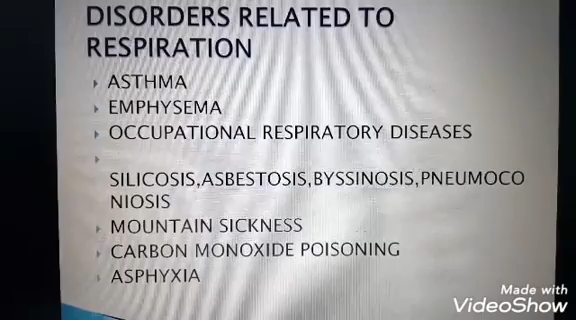 DISORDERS RELATED TO
RESPIRATION
ASTHMA
EMPHYSEMA
OCCUPATIONAL RESPIRATORY DISEASES
SILICOSIS,ASBESTOSIS,BYSSINOSIS,PNEUMOCO
NIOSIS
MOUNTAIN SICKNESS
CARBON MONOXIDE POISONING
ASPHYXIA
Made with
VideoShow